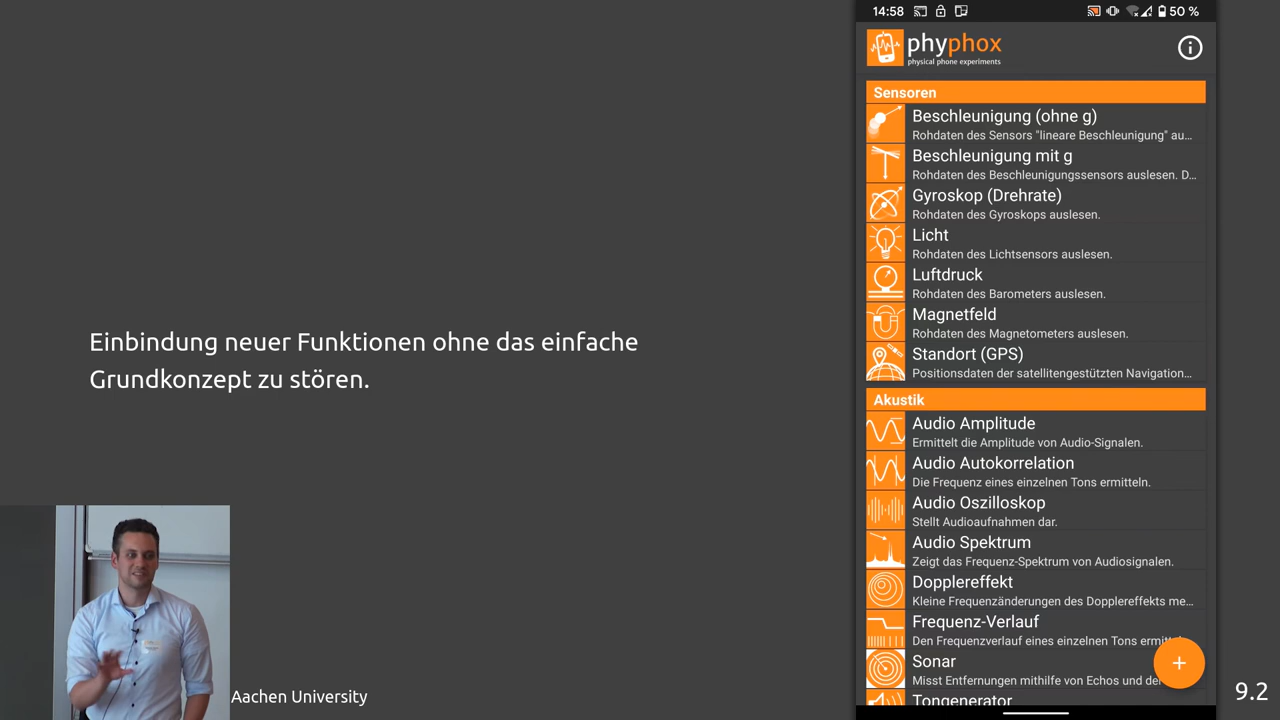 Einbindung neuer Funktionen ohne das einfache
Grundkonzept zu stören.
Aachen University
14:58
50 %
phyphox
physical phone experiments
Sensoren
Beschleunigung (ohne g)
Rohdaten des Sensors "lineare Beschleunigung" au…
Beschleunigung mit g
Rohdaten des Beschleunigungssensors auslesen. D…
Gyroskop (Drehrate)
Rohdaten des Gyroskops auslesen.
Licht
Rohdaten des Lichtsensors auslesen.
Luftdruck
Rohdaten des Barometers auslesen.
Magnetfeld
Rohdaten des Magnetometers auslesen.
Standort (GPS)
Positionsdaten der satellitengestützten Navigation…
Akustik
Audio Amplitude
Ermittelt die Amplitude von Audio-Signalen.
Audio Autokorrelation
Die Frequenz eines einzelnen Tons ermitteln.
Audio Oszilloskop
Stellt Audioaufnahmen dar.
Audio Spektrum
Zeigt das Frequenz-Spektrum von Audiosignalen.
Dopplereffekt
Kleine Frequenzänderungen des Dopplereffekts me…
Frequenz-Verlauf
Den Frequenzverlauf eines einzelnen Tons
Sonar
Misst Entfernungen mithilfe von Echos und
Tongenerator
+
9.2